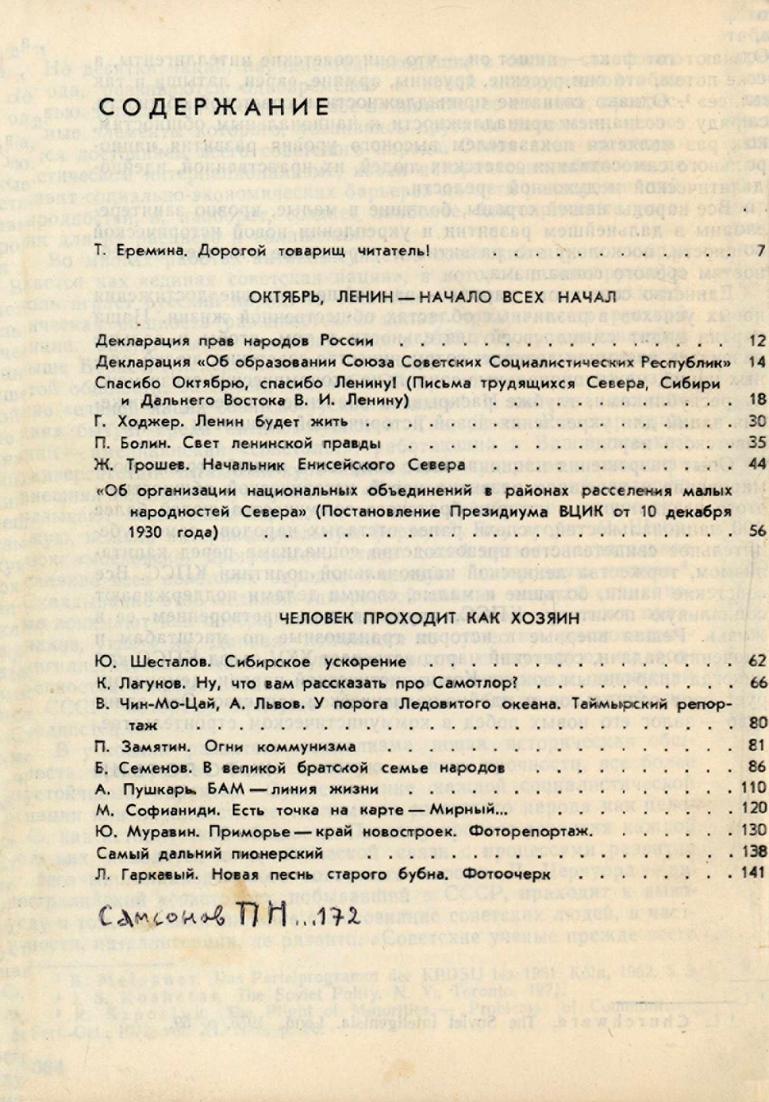 СОДЕРЖАНИЕ
Т. Еремина. Дорогой товарищ читатель! . . . . . . . . . . . . 7
ОКТЯБРЬ, ЛЕНИН — НАЧАЛО ВСЕХ НАЧАЛ
Декларация прав народов России . . . . . . . . . . . . . . . . 12
Декларация «Об образовании Союза Советских Социалистических Республик» 14
Спасибо Октябрю, спасибо Ленину! (Письма трудящихся Севера, Сибири
и Дальнего Востока В. И. Ленину) . . . . . . . . . . . . . . 18
Г. Ходжер. Ленин будет жить . . . . . . . . . . . . . . . . . 30
П. Болин. Свет ленинской правды . . . . . . . . . . . . . . . 35
Ж. Трошев. Начальник Енисейского Севера . . . . . . . . . . . 44
«Об организации национальных объединений в районах расселения малых
народностей Севера» (Постановление Президиума ВЦИК от 10 декабря
1930 года) . . . . . . . . . . . . . . . . . . . . . . 56
ЧЕЛОВЕК ПРОХОДИТ КАК ХОЗЯИН
Ю. Шесталов. Сибирское ускорение . . . . . . . . . . . . . . 62
К. Лагунов. Ну, что вам рассказать про Самотлор? . . . . . . . . . 66
В. Чин-Мо-Цай, А. Львов. У порога Ледовитого океана. Таймырский репор-
таж . . . . . . . . . . . . . . . . . . . . . . . . 80
П. Замятин. Огни коммунизма . . . . . . . . . . . . . . . . 81
Б. Семенов. В великой братской семье народов . . . . . . . . . 86
А. Пушкарь. БАМ — линия жизни . . . . . . . . . . . . . . . 110
М. Софианиди. Есть точка на карте — Мирный... . . . . . . . . . 120
Ю. Муравин. Приморье — край новостроек. Фоторепортаж. . . . . . . 130
Самый дальний пионерский . . . . . . . . . . . . . . . . . 138
Л. Гаркавый. Новая песнь старого бубна. Фотоочерк . . . . . . . . 141
Самсонов П Н...172